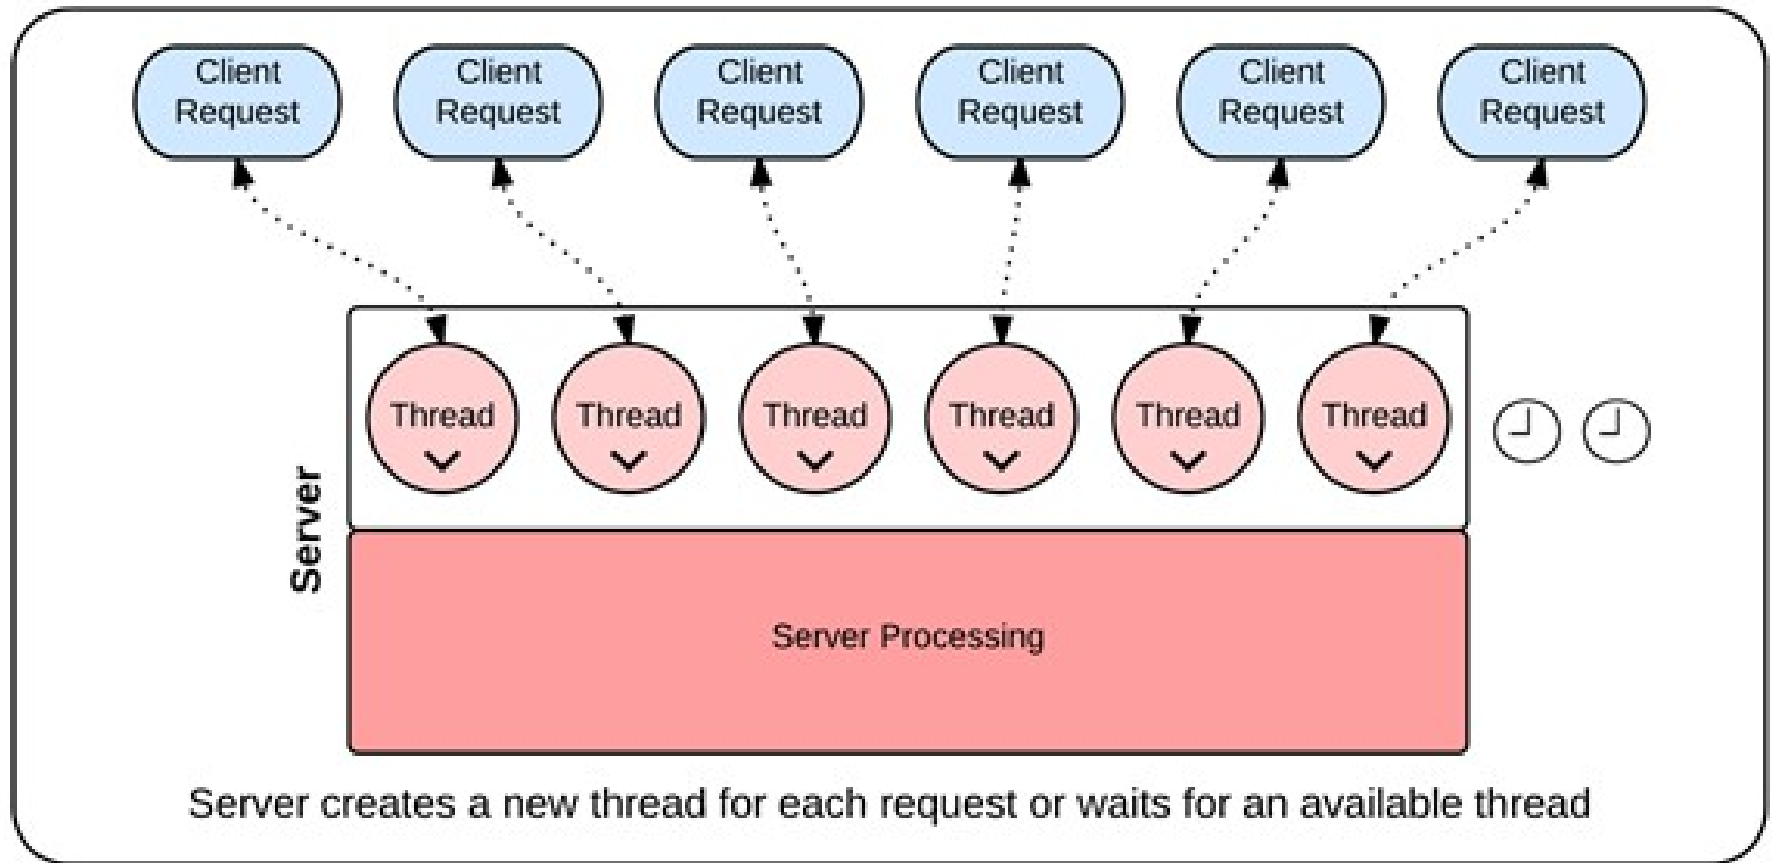 Client
Request
Client
Request
Client
Request
Client
Request
Client
Request
Client
Request
Thread
Thread
Thread
Thread
Thread
Thread
Server
Server Processing
Server creates a new thread for each request or waits for an available thread